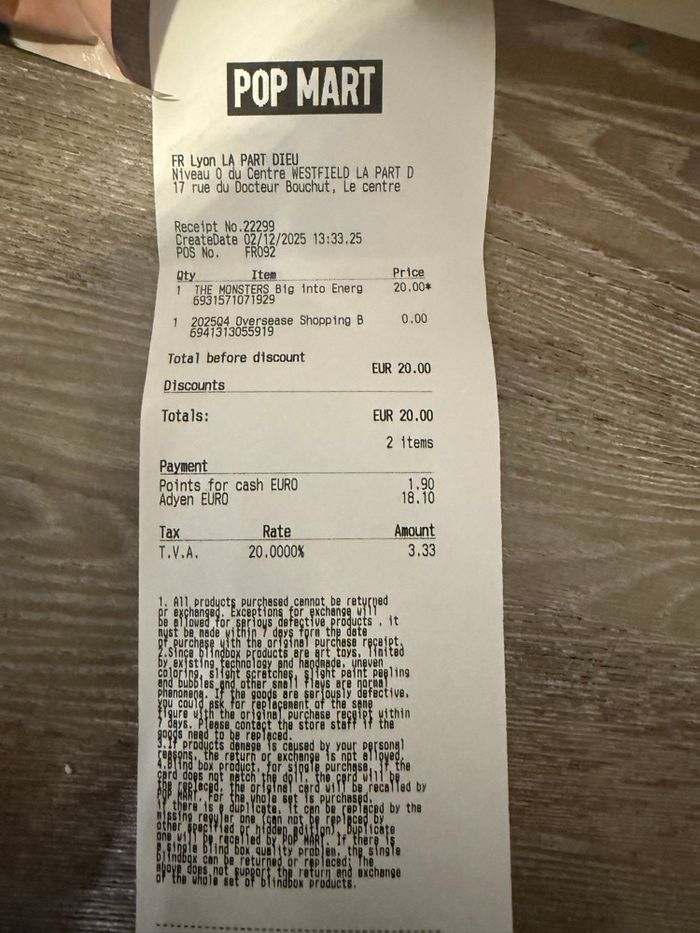 POP MART
FR Lyon LA PART DIEU
Niveau 0 du Centre WESTFIELD LA PART D
17 rue du Docteur Bouchut, Le centre
Receipt No.22299
CreateDate 02/12/2025 13:33.25
POS No. FR092
Qty Item Price
1 THE MONSTERS Big into Energ 20.00*
6931571071929
1 2025Q4 Oversease Shopping B 0.00
6941313055919
Total before discount
EUR 20.00
Discounts
Totals: EUR 20.00
2 items
Payment
Points for cash EURO 1.90
Adyen EURO 18.10
Tax Rate Amount
T.V.A. 20.0000% 3.33
1. All products purchased cannot be returned
or exchanged. Exceptions for exchange will
be allowed for serious defective products , it
must be made within 7 days form the date
of purchase with the original purchase receipt.
2.Since blindbox products are art toys, limited
by existing technology and handmade, uneven
coloring, slight scratches, slight paint peeling
and bubbles and other small flaws are normal
phenomena. If the goods are seriously defective,
you could ask for replacement of the same
figure with the original purchase receipt within
7 days. Please contact the store staff if the
goods need to be replaced.
3.If products damage is caused by your personal
reasons, the return or exchange is not allowed.
4.Blind box product, for single purchase, if the
card does not match the doll, the card will be
replaced, the original card will be recalled by
POP MART. For the whole set is purchased,
if there is a duplicate, it can be replaced by the
missing regular one (can not be replaced by
other specified or hidden edition). Duplicate
one will be recalled by POP MART. If there is
a single blind box quality problem, the single
blindbox can be returned or replaced; The
above does not support the return and exchange
of the whole set of blindbox products.